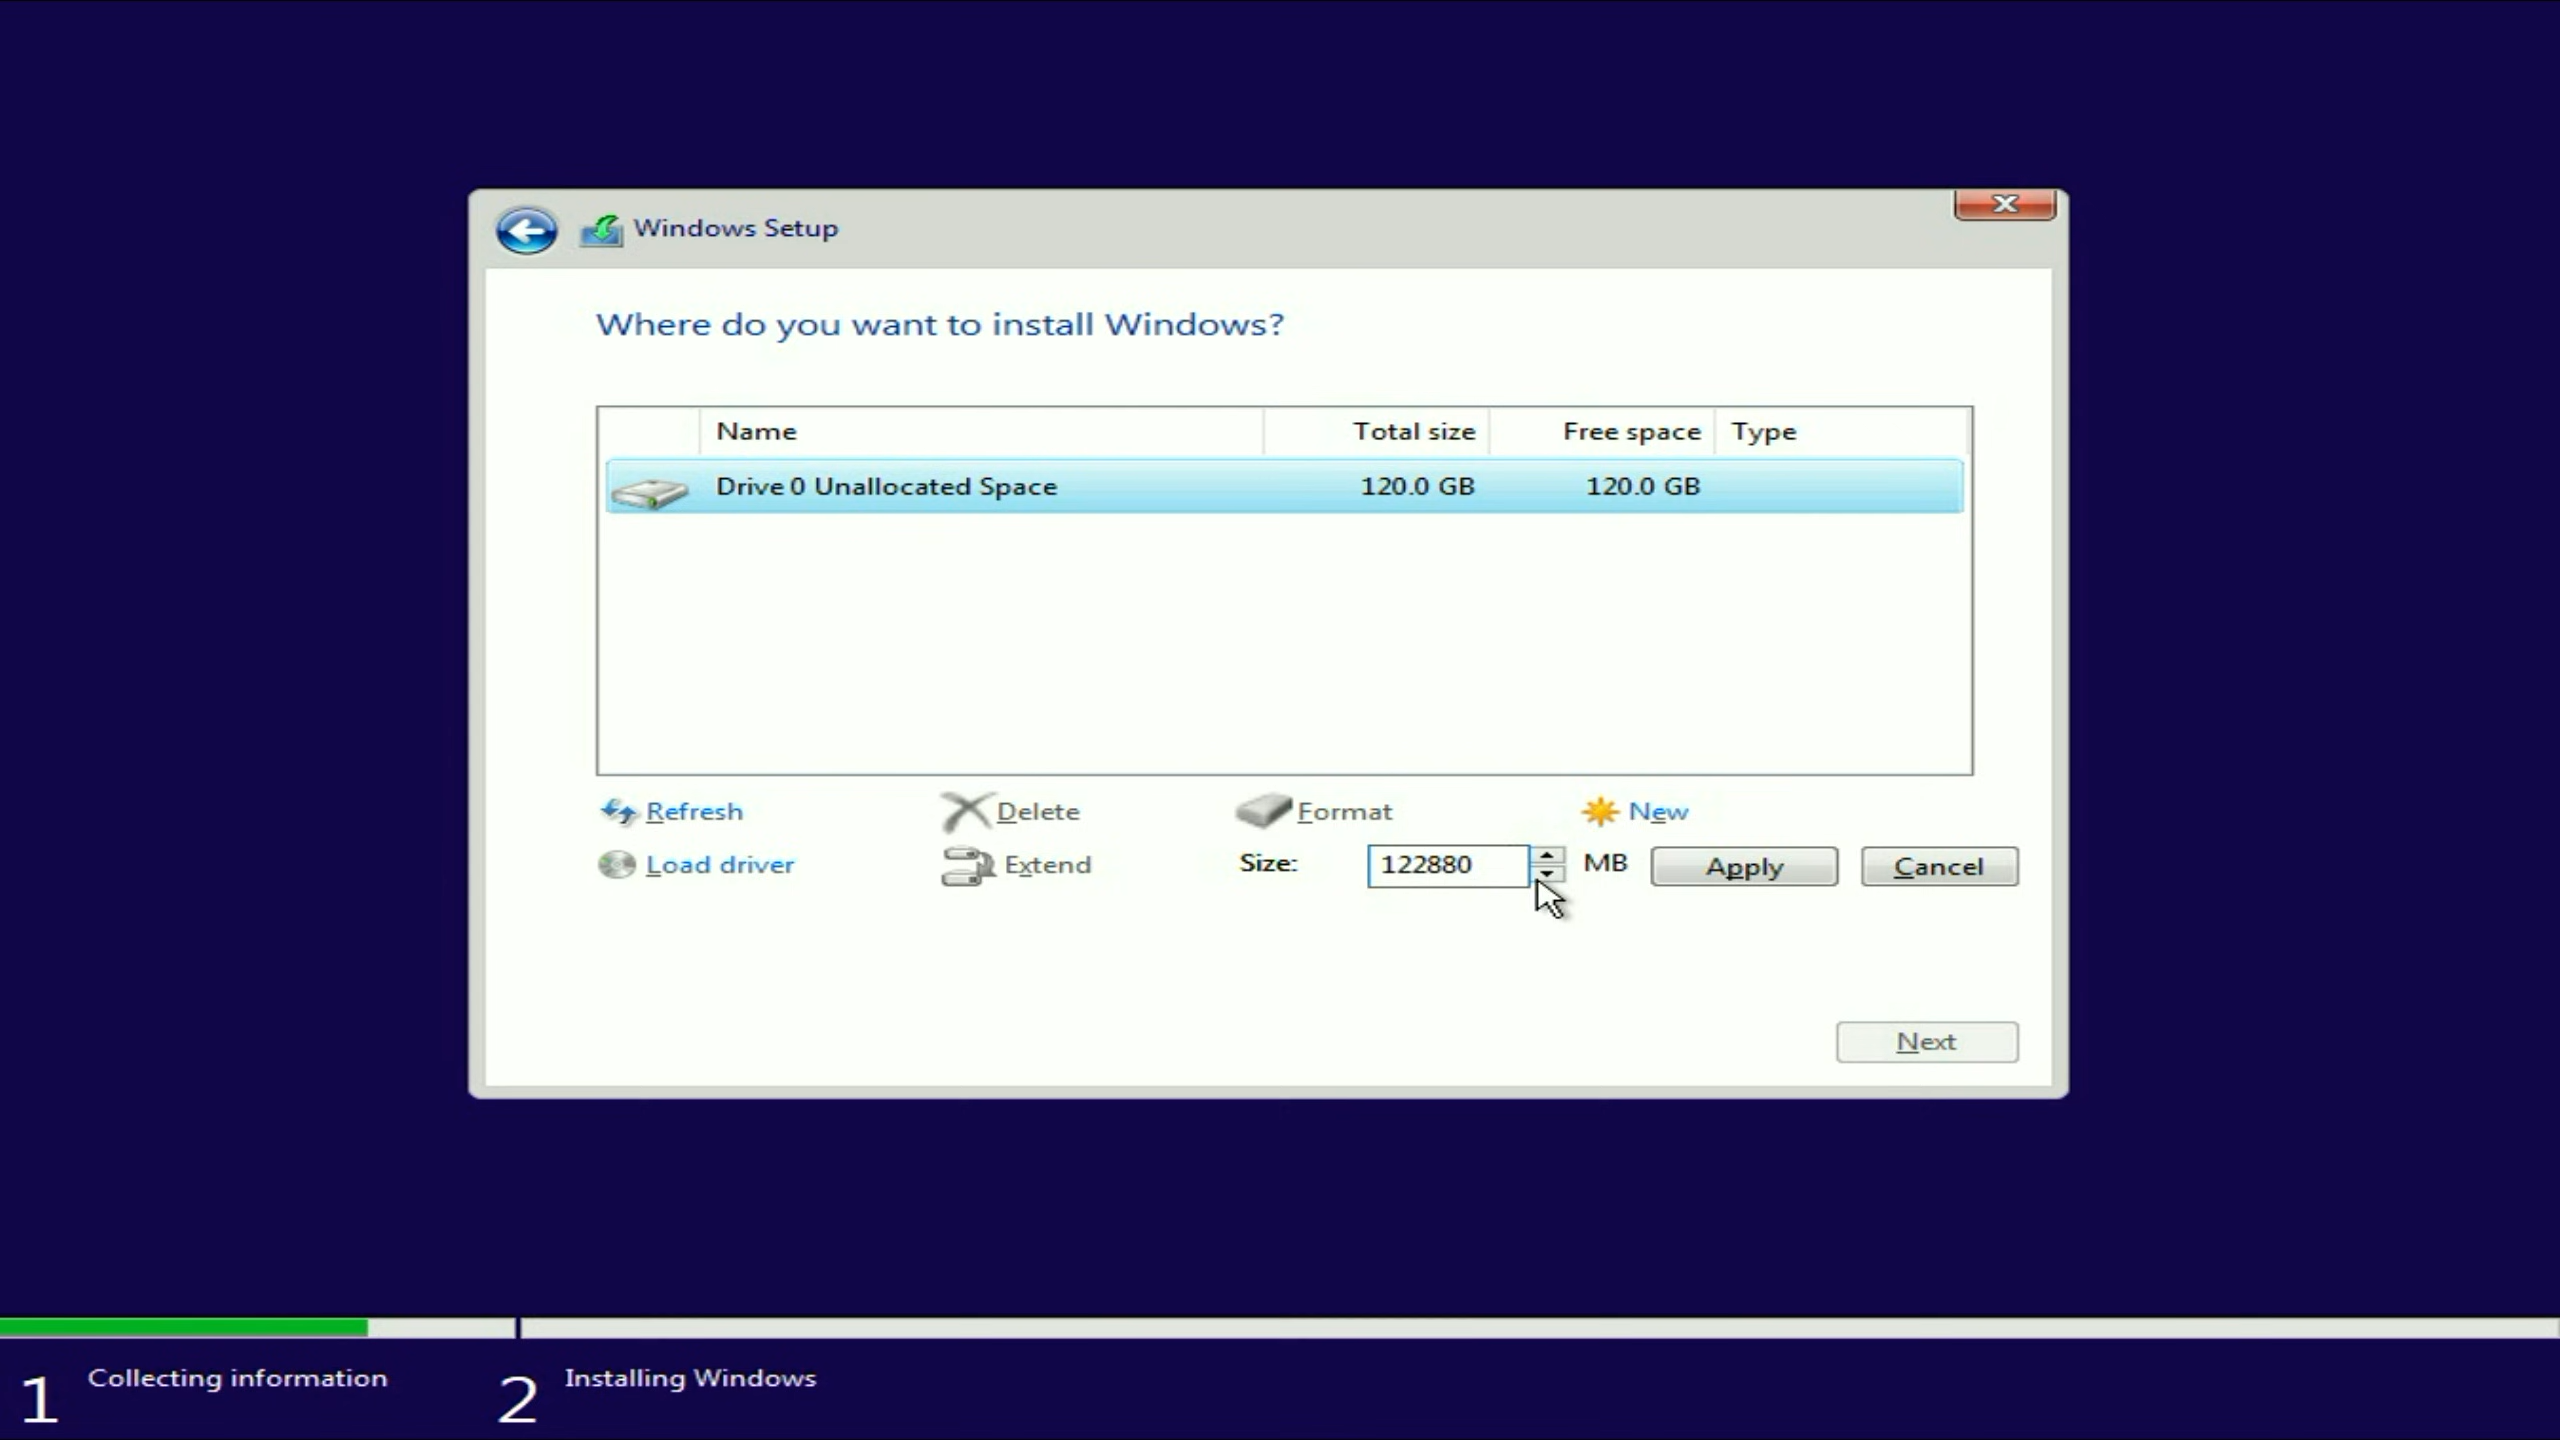 Windows Setup
Where do you want to install Windows?
Name Total size Free space Type
Drive 0 Unallocated Space 120.0 GB 120.0 GB
Refresh Delete Format New
Load driver Extend Size: 122880 MB Apply Cancel
Next
1 Collecting information 2 Installing Windows